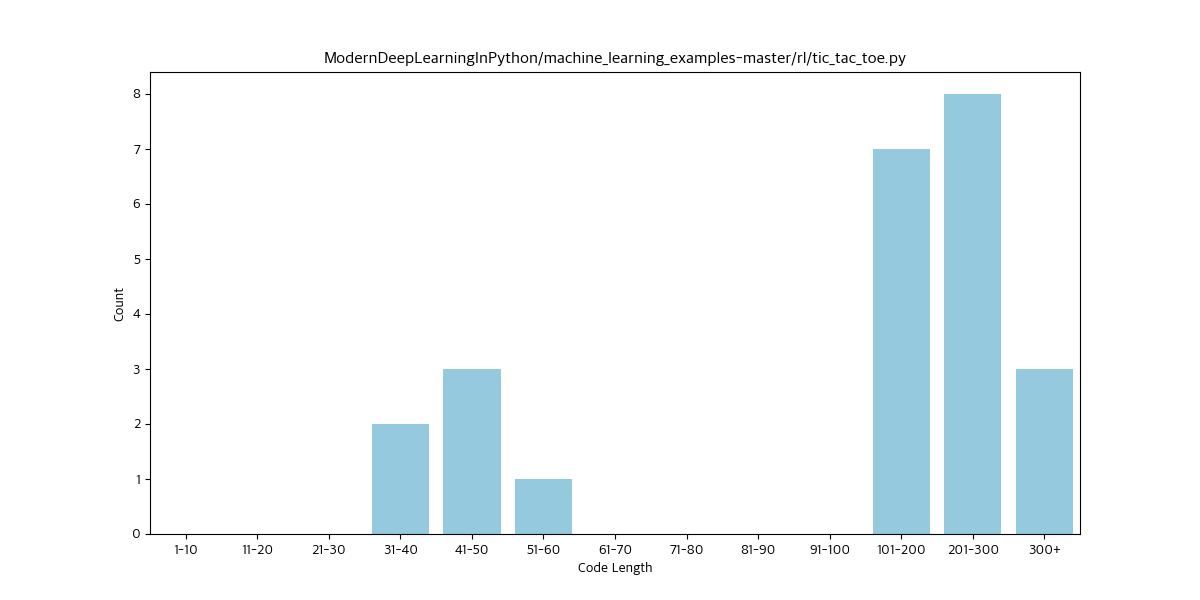 ModernDeepLearningInPython/machine_learning_examples-master/rl/tic_tac_toe.py
8
7
6
5
4
3
2
1
0
Count
1-10 11-20 21-30 31-40 41-50 51-60 61-70 71-80 81-90 91-100 101-200 201-300 300+
Code Length